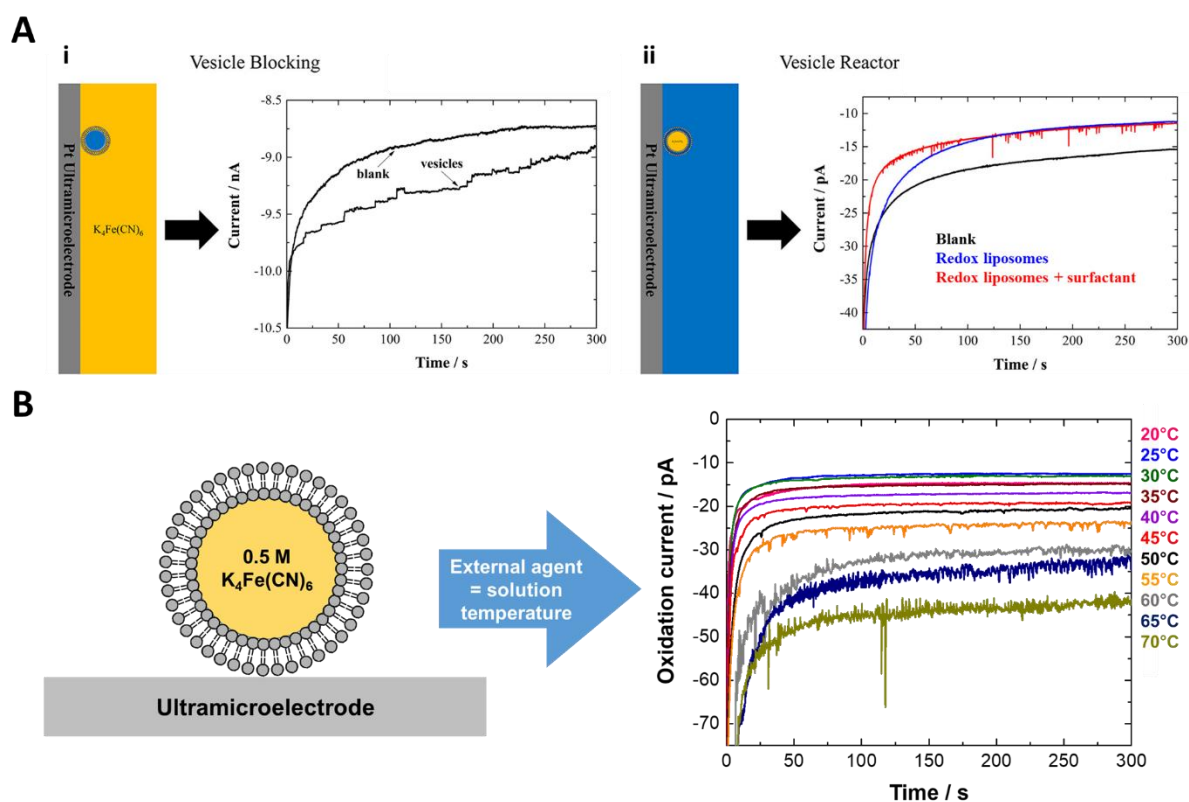 A
i
Vesicle Blocking
Pt Ultramicroelectrode
K₄Fe(CN)₆
Current / nA
-8.5
-9.0
-9.5
-10.0
-10.5
blank
vesicles
0
50
100
150
200
250
300
Time / s
ii
Vesicle Reactor
Pt Ultramicroelectrode
Current / pA
-10
-15
-20
-25
-30
-35
-40
Blank
Redox liposomes
Redox liposomes + surfactant
0
50
100
150
200
250
300
Time / s
B
0.5 M
K₄Fe(CN)₆
Ultramicroelectrode
External agent
= solution
temperature
Oxidation current / pA
0
-10
-20
-30
-40
-50
-60
-70
0
50
100
150
200
250
300
Time / s
20°C
25°C
30°C
35°C
40°C
45°C
50°C
55°C
60°C
65°C
70°C